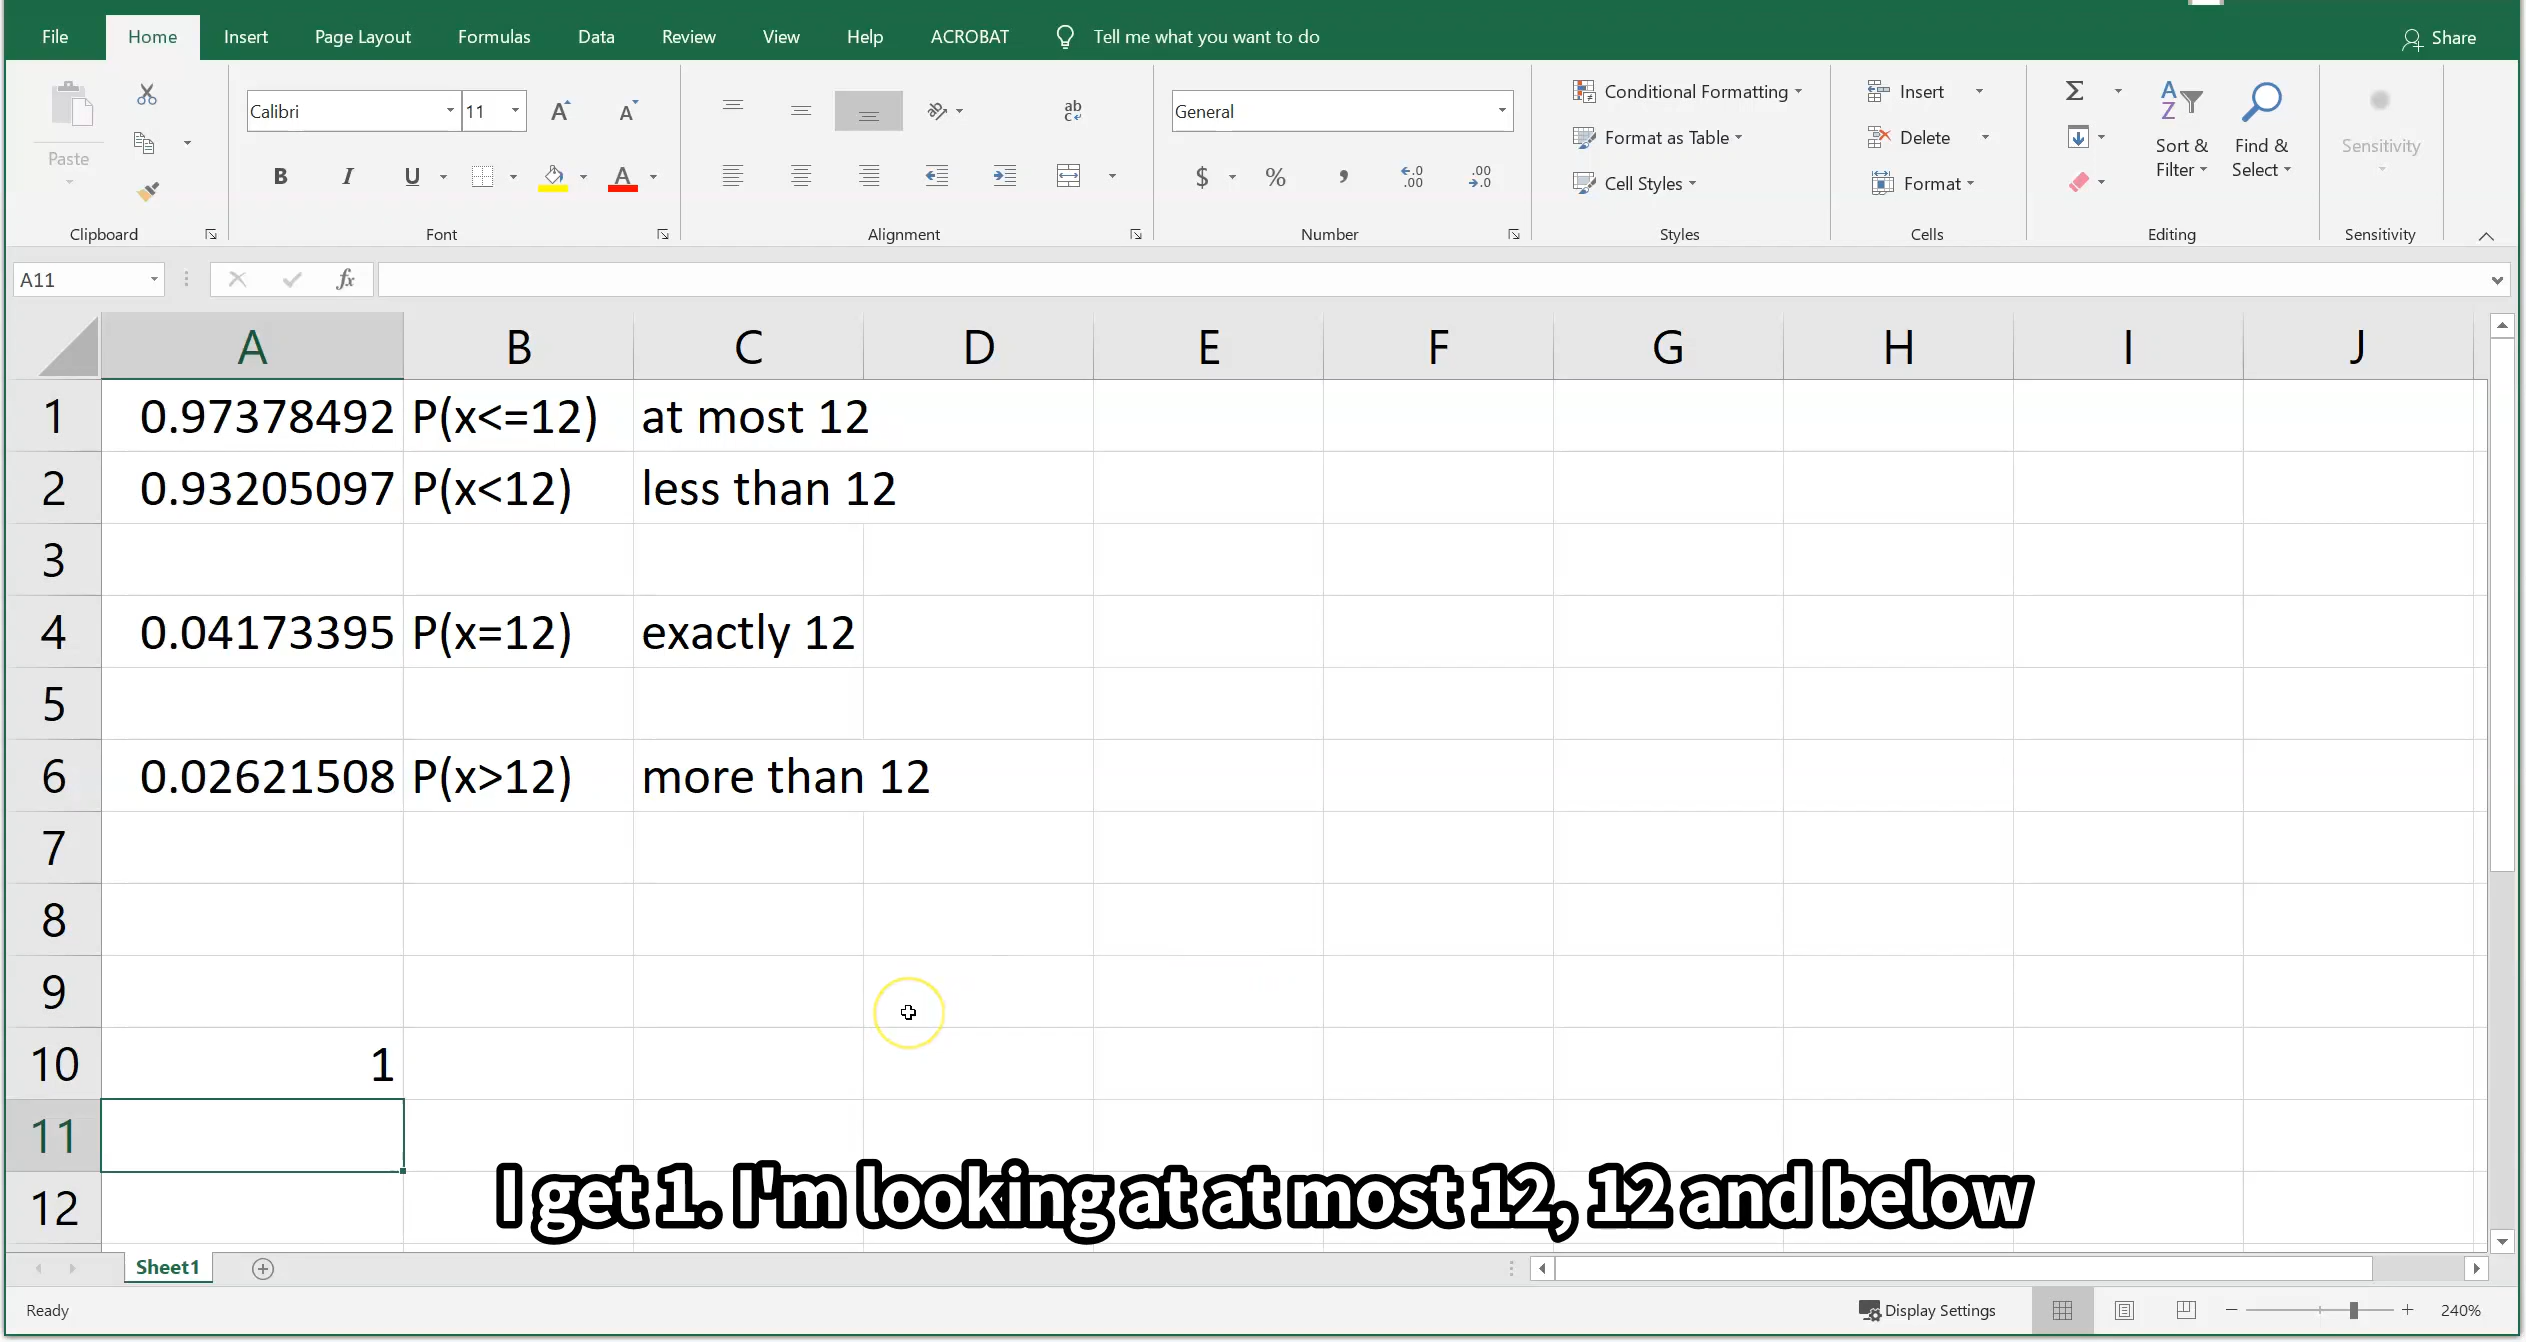 File Home Insert Page Layout Formulas Data Review View Help ACROBAT Tell me what you want to do Share
Paste
Clipboard
Calibri 11
B I U
Font
ab
Alignment
General
$ % , .00 .00
Number
Conditional Formatting
Format as Table
Cell Styles
Styles
Insert
Delete
Format
Cells
Sort & Filter
Find & Select
Editing
Sensitivity
Sensitivity
A11 fx
A B C D E F G H I J
1 0.97378492 P(x<=12) at most 12
2 0.93205097 P(x<12) less than 12
3
4 0.04173395 P(x=12) exactly 12
5
6 0.02621508 P(x>12) more than 12
7
8
9
10 1
11
12
I get 1. I'm looking at at most 12, 12 and below
Sheet1
Ready Display Settings 240%